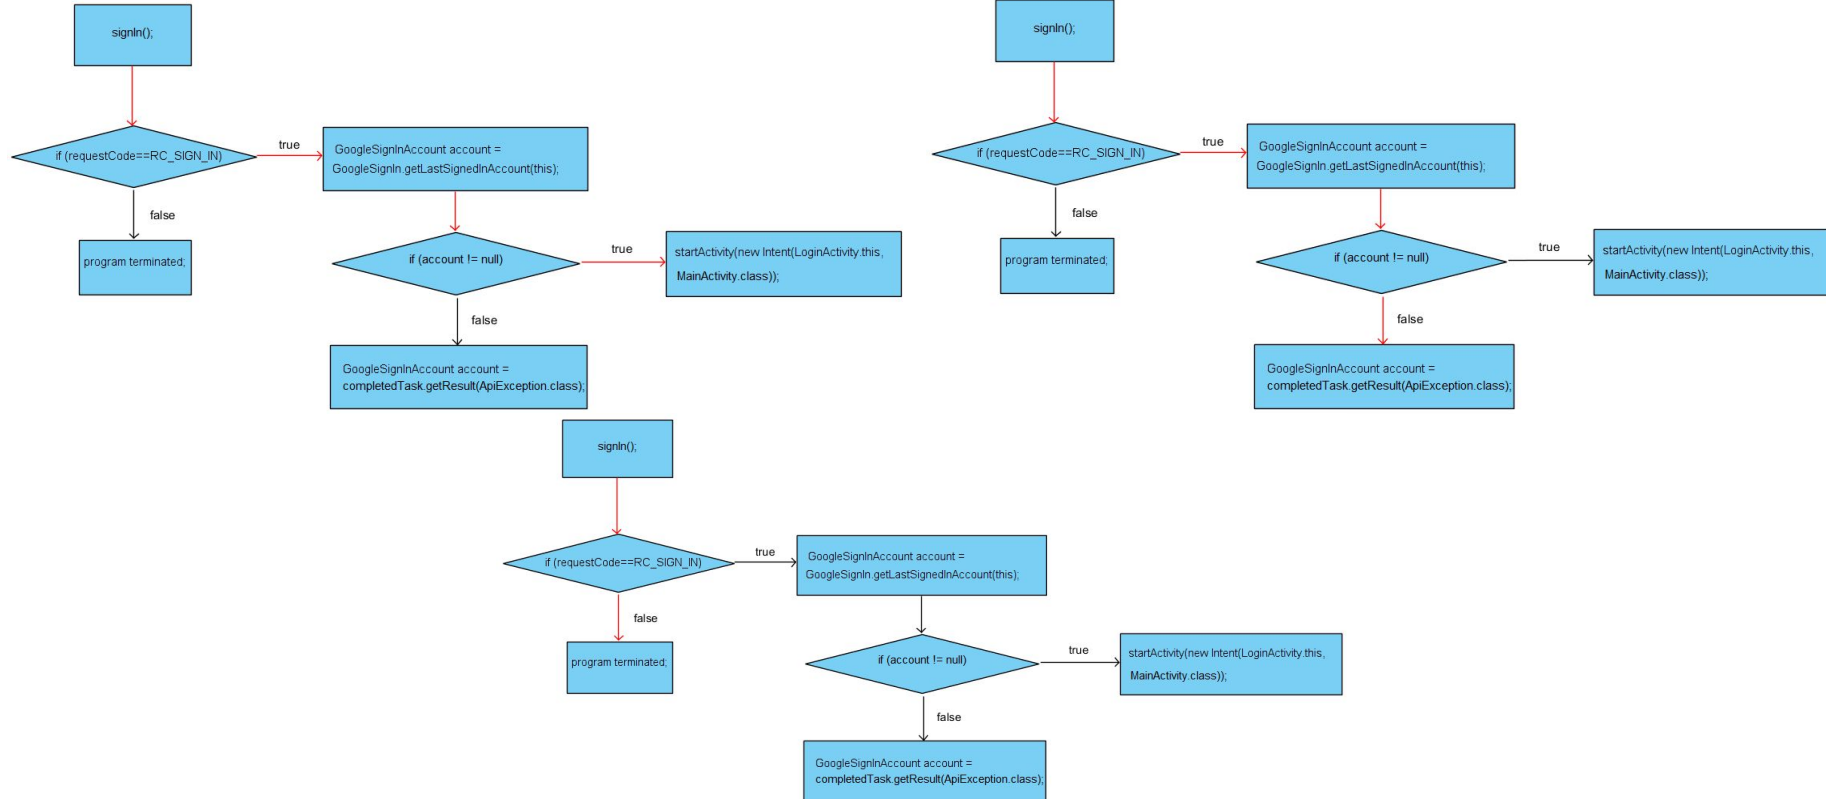 signIn();
if (requestCode==RC_SIGN_IN)
true
GoogleSignInAccount account =
GoogleSignIn.getLastSignedInAccount(this);
false
program terminated;
if (account != null)
true
startActivity(new Intent(LoginActivity.this,
MainActivity.class));
false
GoogleSignInAccount account =
completedTask.getResult(ApiException.class);
signIn();
if (requestCode==RC_SIGN_IN)
true
GoogleSignInAccount account =
GoogleSignIn.getLastSignedInAccount(this);
false
program terminated;
if (account != null)
true
startActivity(new Intent(LoginActivity.this,
MainActivity.class));
false
GoogleSignInAccount account =
completedTask.getResult(ApiException.class);
signIn();
if (requestCode==RC_SIGN_IN)
true
GoogleSignInAccount account =
GoogleSignIn.getLastSignedInAccount(this);
false
program terminated;
if (account != null)
true
startActivity(new Intent(LoginActivity.this,
MainActivity.class));
false
GoogleSignInAccount account =
completedTask.getResult(ApiException.class);